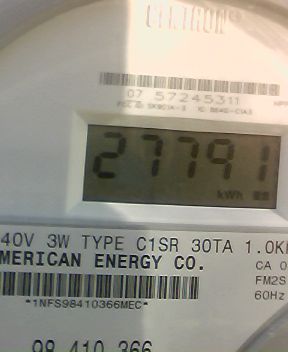 CENTRON®
07 57245311
27791
kWh
40V 3W TYPE C1SR 30TA 1.0K
MERICAN ENERGY CO.
CA 0
FM2S
*1NFS98410366MEC*
60Hz
98 410 366